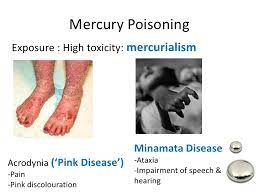 Mercury Poisoning
Exposure : High toxicity: mercurialism
Acrodynia ('Pink Disease')
-Pain
-Pink discolouration
Minamata Disease
-Ataxia
-Impairment of speech &
hearing